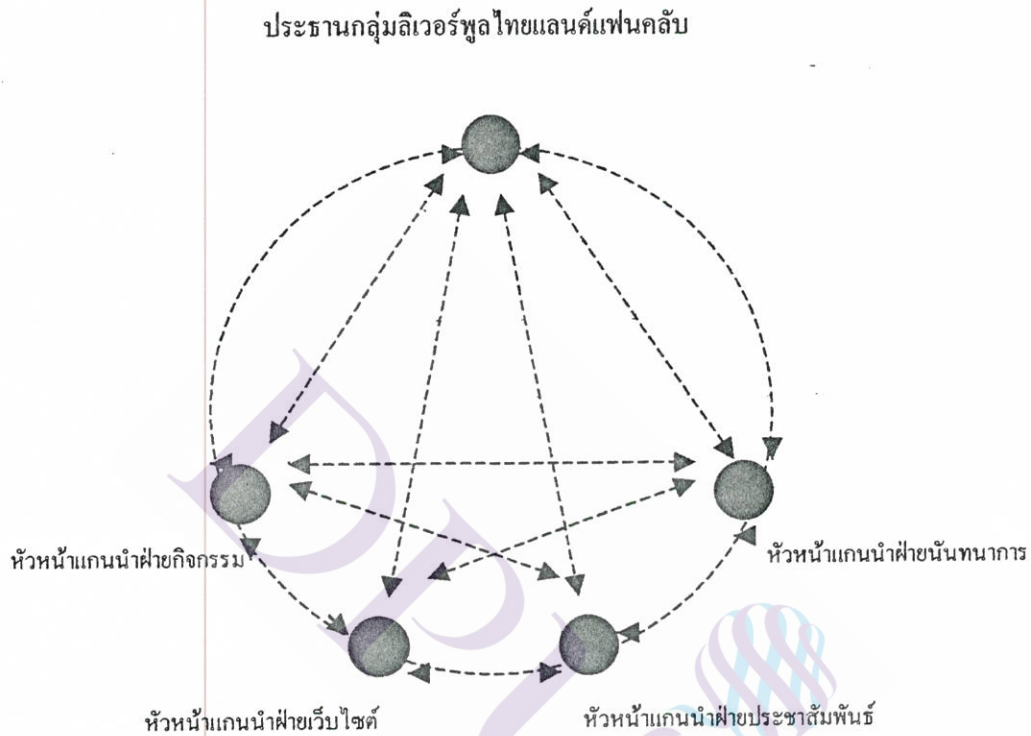 ประธานกลุ่มลิเวอร์พูลไทยแลนด์แฟนคลับ
หัวหน้าแกนนำฝ่ายกิจกรรม
หัวหน้าแกนนำฝ่ายนันทนาการ
หัวหน้าแกนนำฝ่ายเว็บไซต์
หัวหน้าแกนนำฝ่ายประชาสัมพันธ์